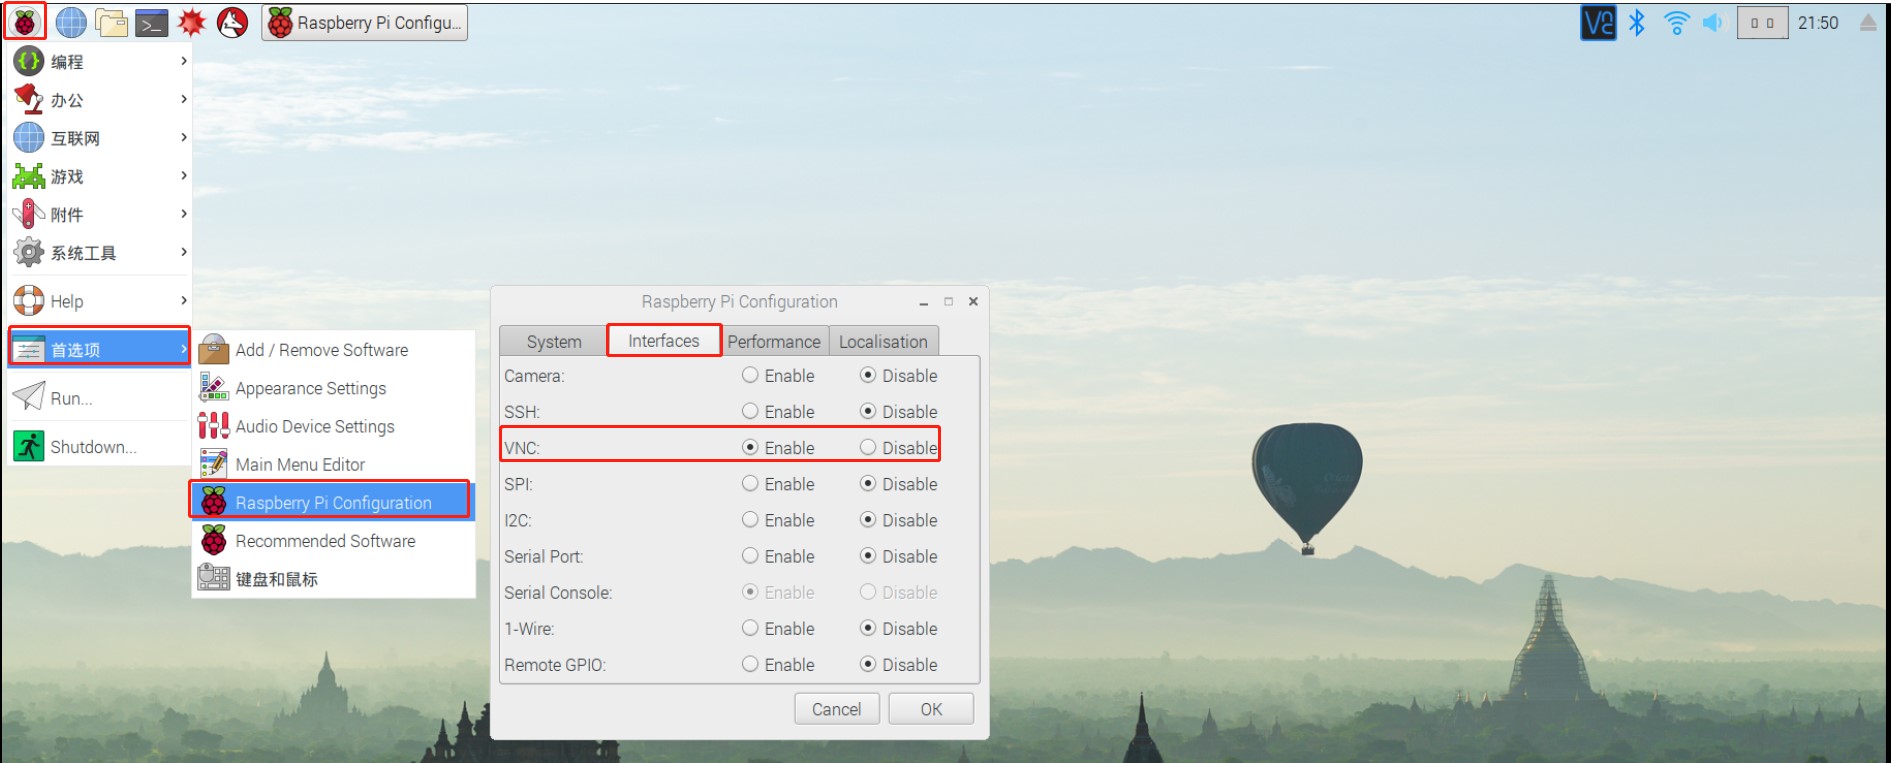 Raspberry Pi Configu...
21:50
编程
办公
互联网
游戏
附件
系统工具
Help
首选项
Run...
Shutdown...
Add / Remove Software
Appearance Settings
Audio Device Settings
Main Menu Editor
Raspberry Pi Configuration
Recommended Software
键盘和鼠标
Raspberry Pi Configuration
System Interfaces Performance Localisation
Camera: Enable Disable
SSH: Enable Disable
VNC: Enable Disable
SPI: Enable Disable
I2C: Enable Disable
Serial Port: Enable Disable
Serial Console: Enable Disable
1-Wire: Enable Disable
Remote GPIO: Enable Disable
Cancel OK